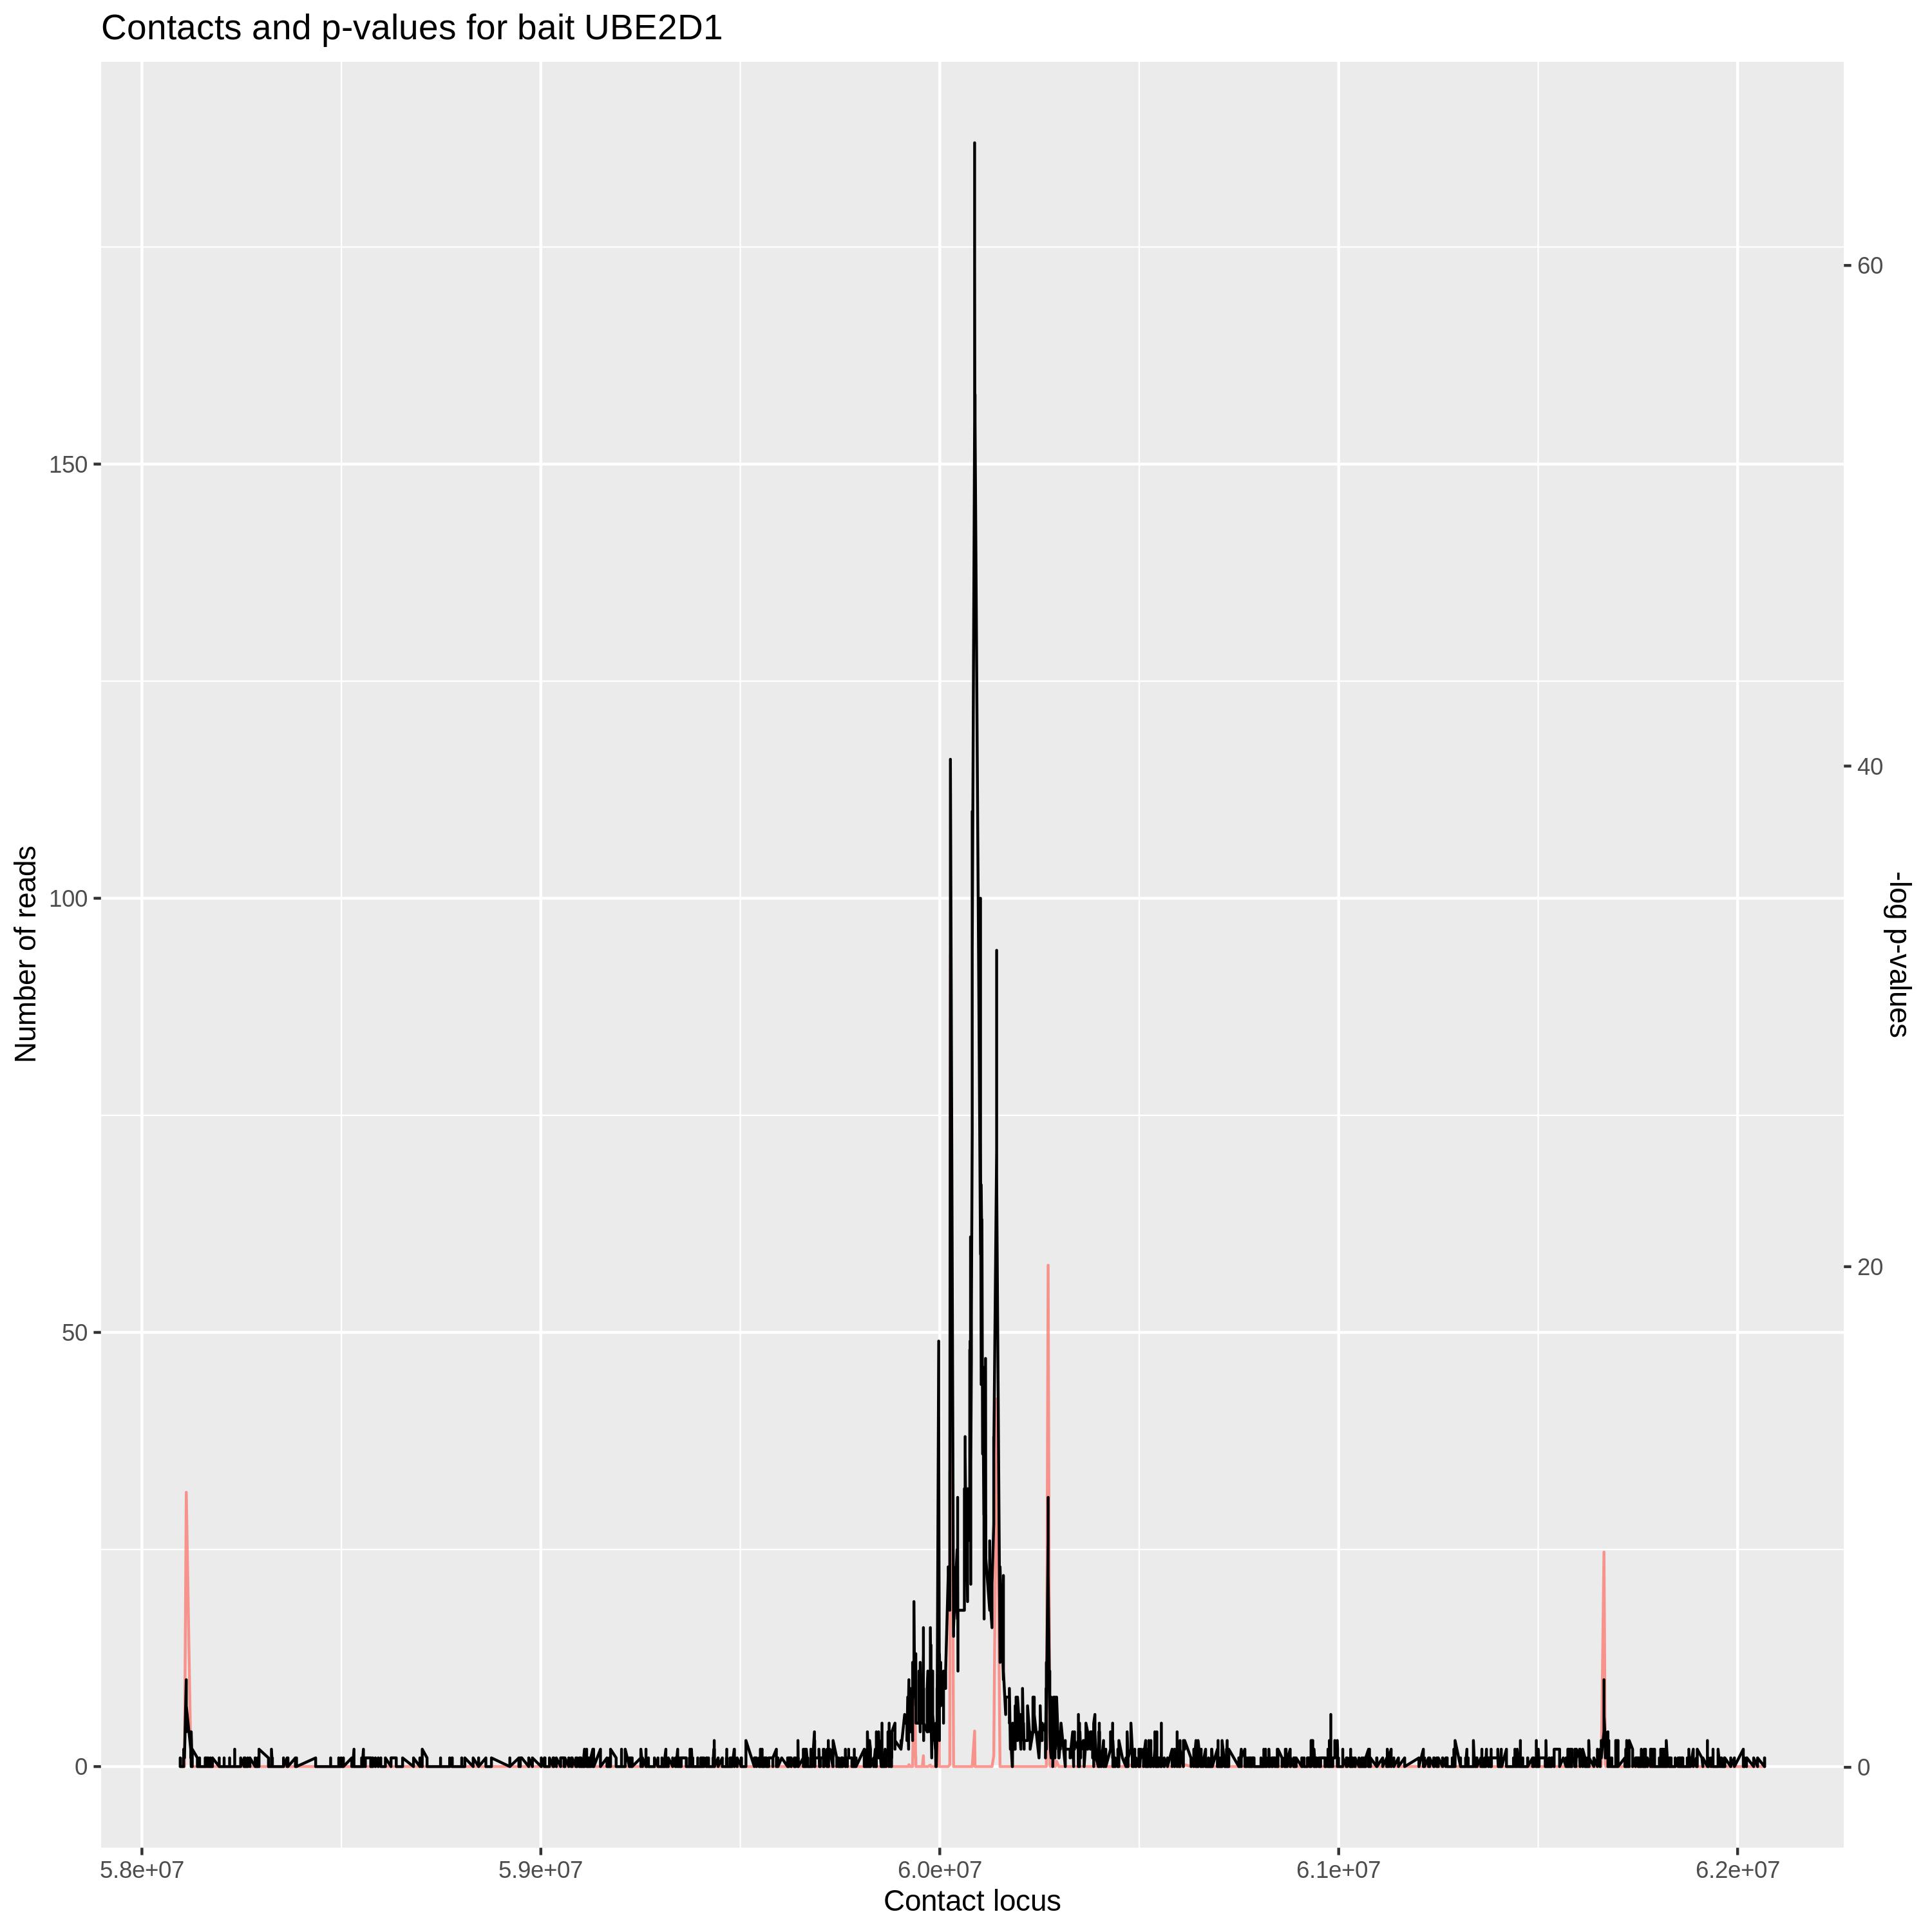 Contacts and p-values for bait UBE2D1
Number of reads
150
100
50
0
60
40
20
0
-log p-values
5.8e+07 5.9e+07 6.0e+07 6.1e+07 6.2e+07
Contact locus